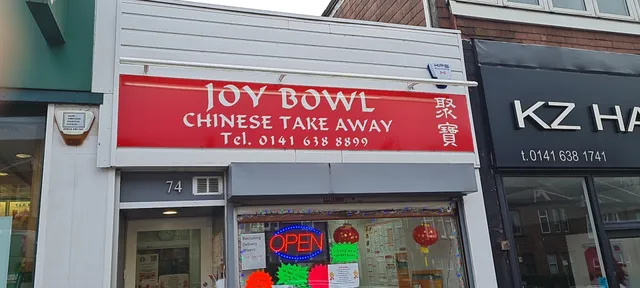 JOY BOWL
CHINESE TAKE AWAY
Tel. 0141 638 8899
聚寶
KZ HA
t.0141 638 1741
74
OPEN